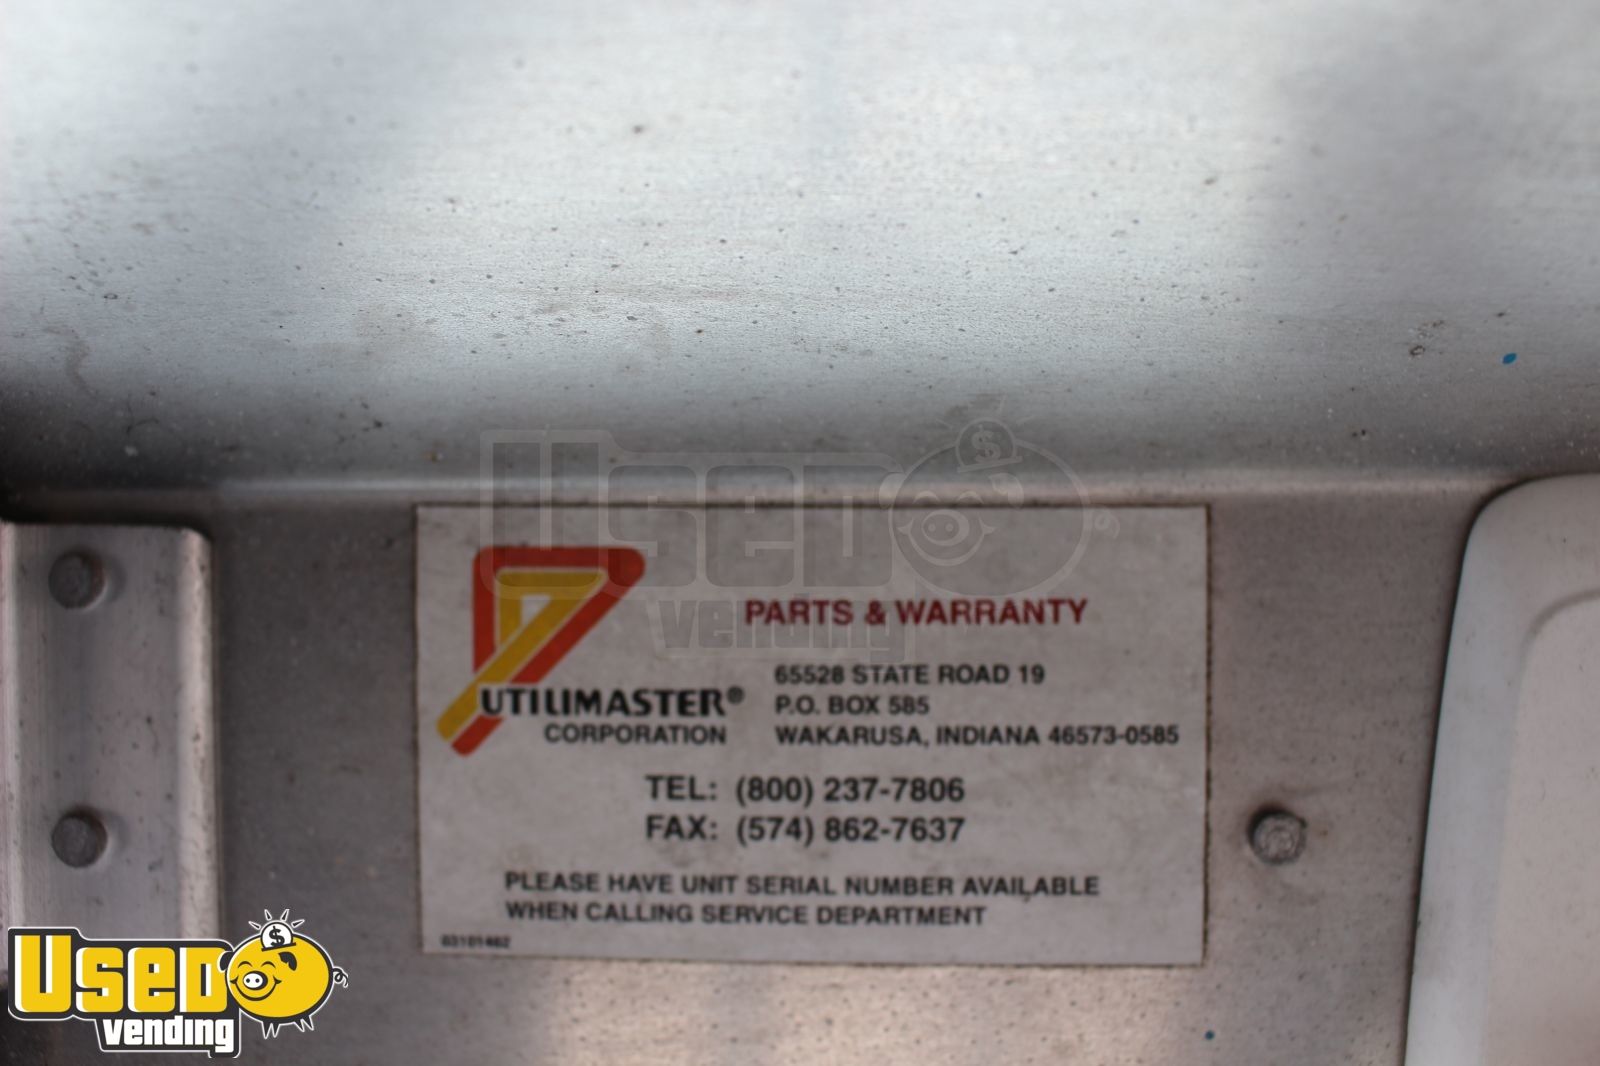 Used
vending
PARTS & WARRANTY
65528 STATE ROAD 19
UTILIMASTER®
P.O. BOX 585
CORPORATION
WAKARUSA, INDIANA 46573-0585
TEL: (800) 237-7806
FAX: (574) 862-7637
PLEASE HAVE UNIT SERIAL NUMBER AVAILABLE
WHEN CALLING SERVICE DEPARTMENT
03101462
Used
vending